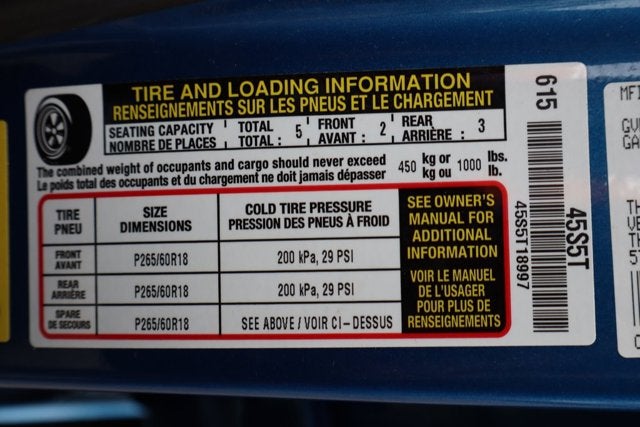 TIRE AND LOADING INFORMATION
RENSEIGNEMENTS SUR LES PNEUS ET LE CHARGEMENT
SEATING CAPACITY TOTAL 5 FRONT 2 REAR 3
NOMBRE DE PLACES TOTAL : AVANT : ARRIÈRE :
The combined weight of occupants and cargo should never exceed 450 kg or 1000 lbs.
Le poids total des occupants et du chargement ne doit jamais dépasser kg ou lb.
TIRE SIZE COLD TIRE PRESSURE
PNEU DIMENSIONS PRESSION DES PNEUS À FROID
FRONT
AVANT P265/60R18 200 kPa, 29 PSI
REAR
ARRIÈRE P265/60R18 200 kPa, 29 PSI
SPARE
DE SECOURS P265/60R18 SEE ABOVE / VOIR CI-DESSUS
SEE OWNER'S
MANUAL FOR
ADDITIONAL
INFORMATION
VOIR LE MANUEL
DE L'USAGER
POUR PLUS DE
RENSEIGNEMENTS
615
45S5T18997
45S5T